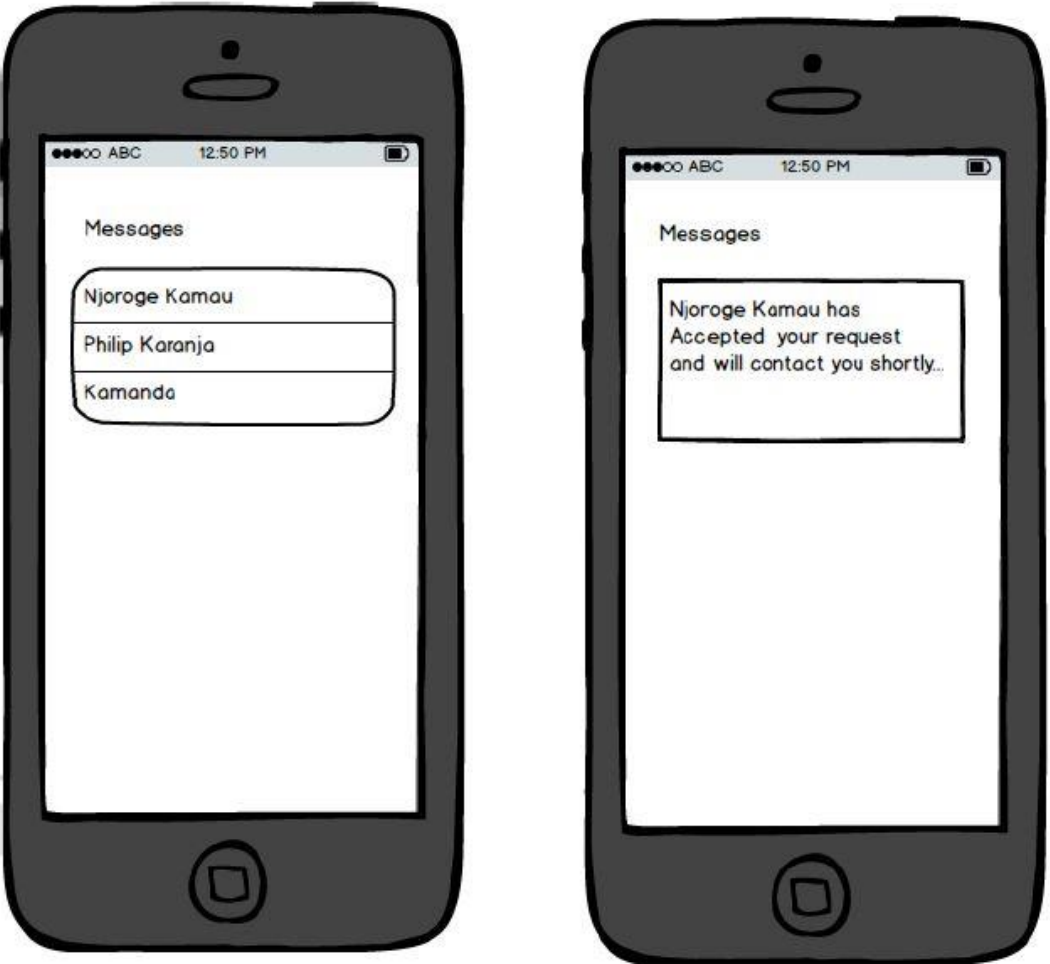 ●●●○○ ABC 12:50 PM
Messages
Njoroge Kamau
Philip Karanja
Kamanda
●●●○○ ABC 12:50 PM
Messages
Njoroge Kamau has
Accepted your request
and will contact you shortly...